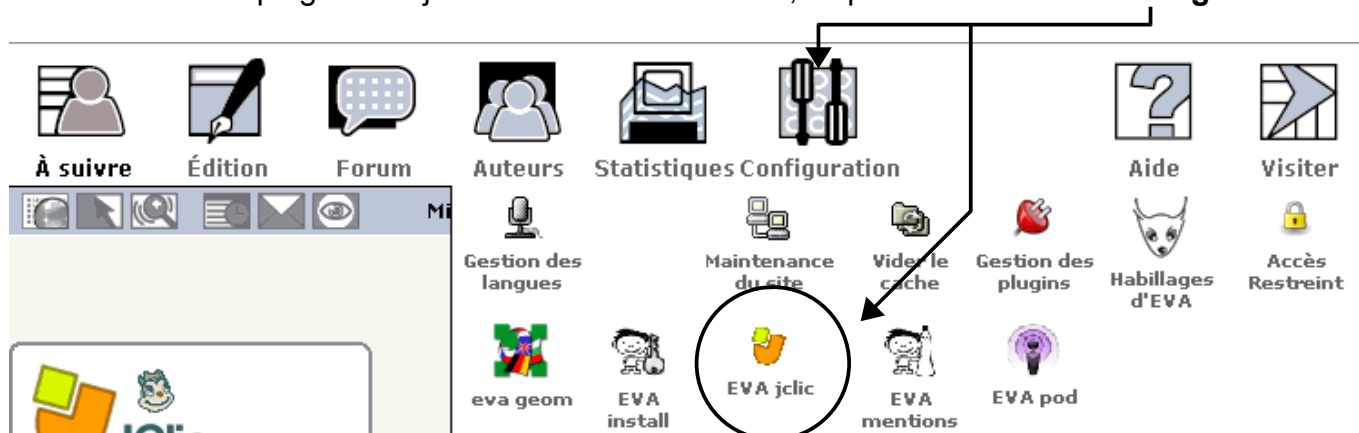 À suivre Édition Forum Auteurs Statistiques Configuration Aide Visiter
Gestion des langues
Maintenance du site
Vider le cache
Gestion des plugins
Habillages d'EVA
Accès Restreint
eva geom
EVA install
EVA jclic
EVA mentions
EVA pod